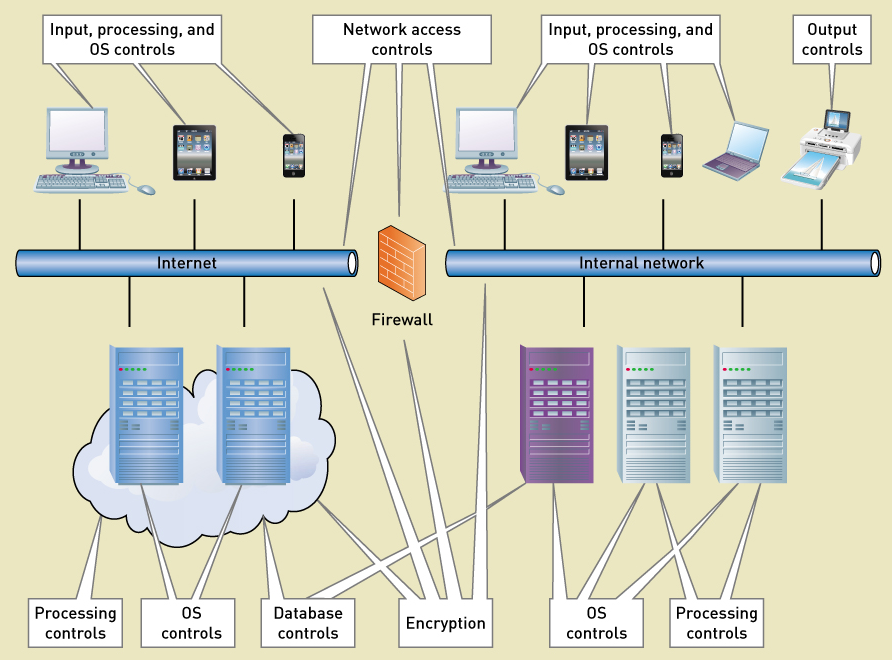 Input, processing, and
OS controls
Network access
controls
Input, processing, and
OS controls
Output
controls
Internet
Internal network
Firewall
Processing
controls
OS
controls
Database
controls
Encryption
OS
controls
Processing
controls